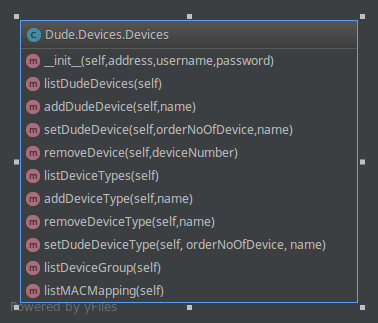 C Dude.Devices.Devices
m __init__(self,address,username,password)
m listDudeDevices(self)
m addDudeDevice(self,name)
m setDudeDevice(self,orderNoOfDevice,name)
m removeDevice(self,deviceNumber)
m listDeviceTypes(self)
m addDeviceType(self,name)
m removeDeviceType(self,name)
m setDudeDeviceType(self, orderNoOfDevice, name)
m listDeviceGroup(self)
m listMACMapping(self)
Powered by yFiles